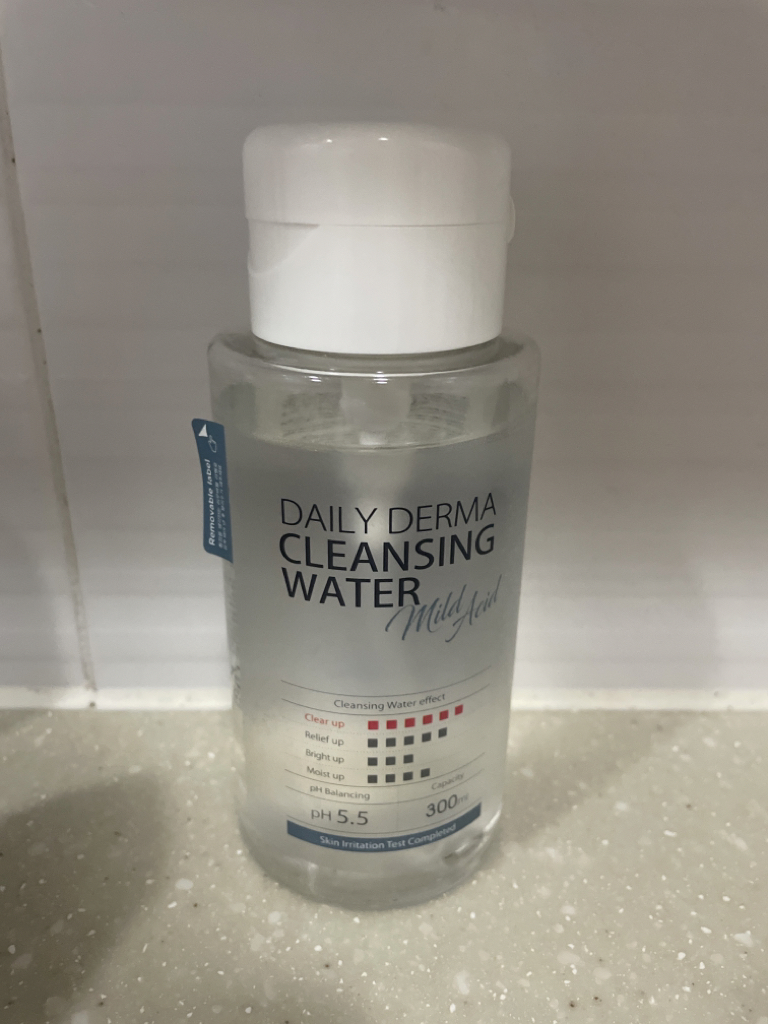 DAILY DERMA
CLEANSING
WATER
Mild Acid
Cleansing Water effect
Clear up
Relief up
Bright up
Moist up
pH Balancing
Capacity
pH 5.5
300ml
Skin Irritation Test Completed
Removable label